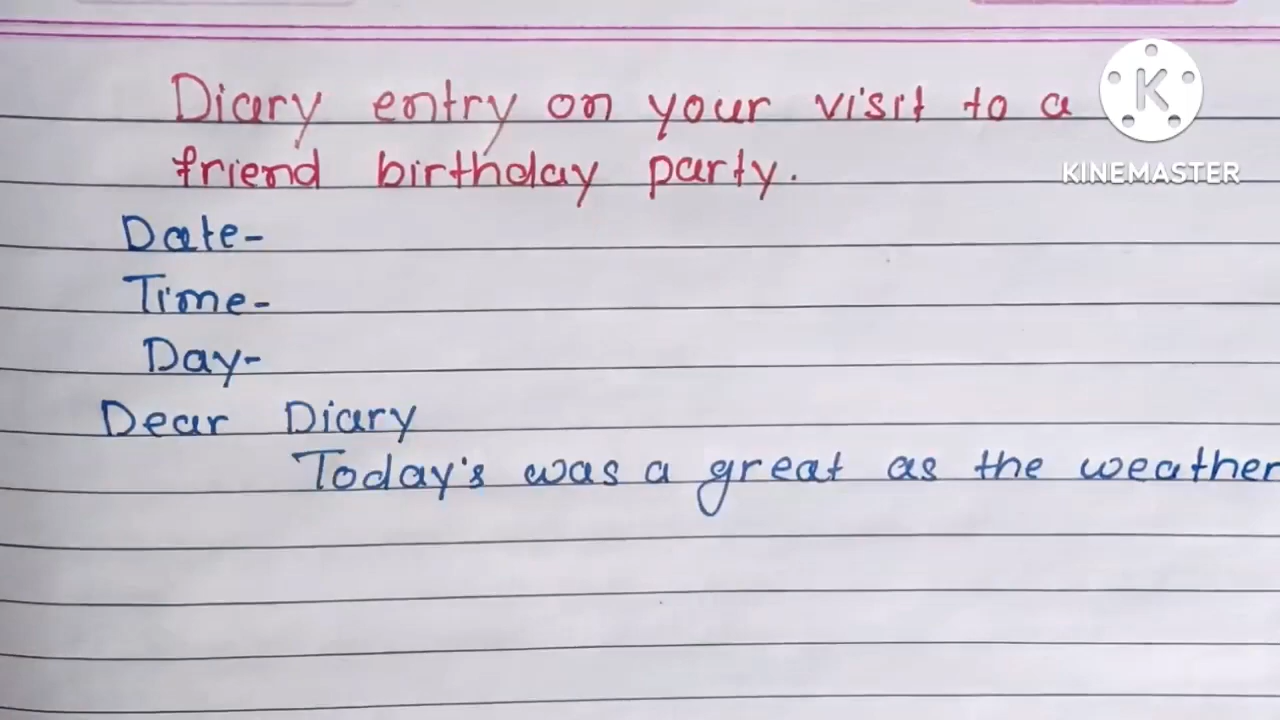 Diary entry on your visit to a
friend birthday party.
Date-
Time-
Day-
Dear Diary
Today's was a great as the weather
K
KINEMASTER